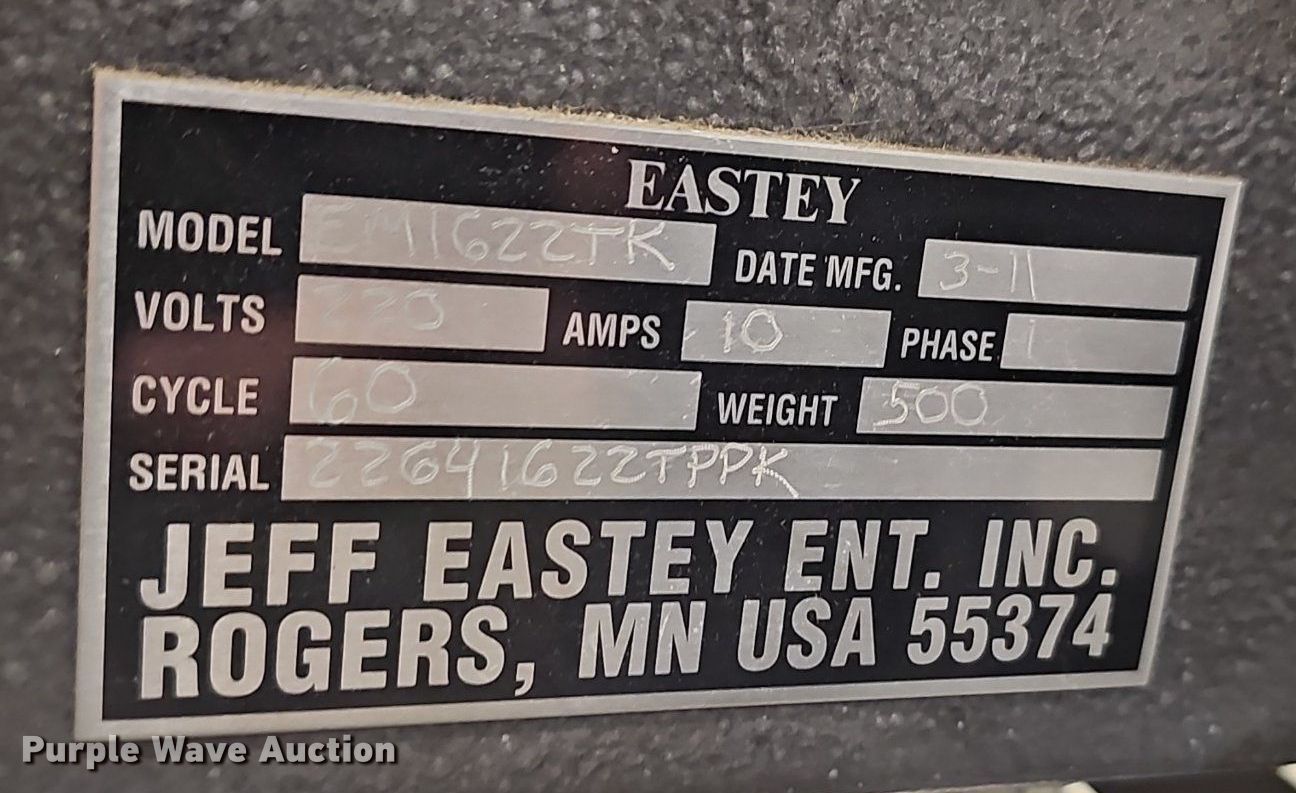 EASTEY
MODEL EM1622TK DATE MFG. 3-11
VOLTS 220 AMPS 10 PHASE 1
CYCLE 60 WEIGHT 500
SERIAL 22641622TPPK
JEFF EASTEY ENT. INC.
ROGERS, MN USA 55374
Purple Wave Auction